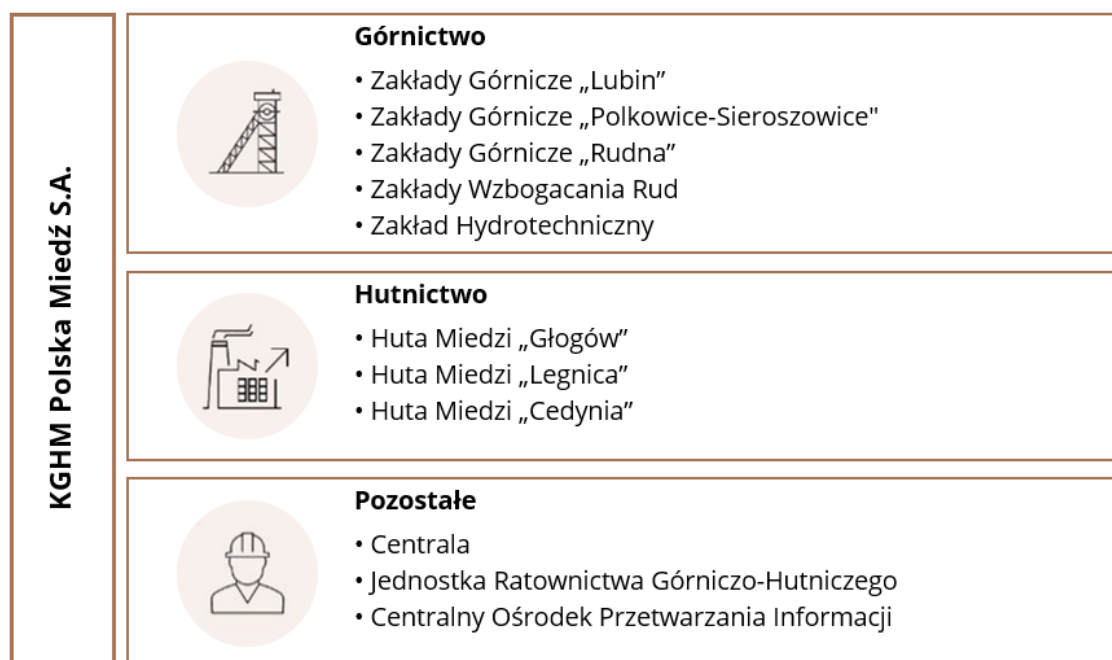 KGHM Polska Miedź S.A.
Górnictwo
• Zakłady Górnicze „Lubin”
• Zakłady Górnicze „Polkowice-Sieroszowice"
• Zakłady Górnicze „Rudna”
• Zakłady Wzbogacania Rud
• Zakład Hydrotechniczny
Hutnictwo
• Huta Miedzi „Głogów”
• Huta Miedzi „Legnica”
• Huta Miedzi „Cedynia”
Pozostałe
• Centrala
• Jednostka Ratownictwa Górniczo-Hutniczego
• Centralny Ośrodek Przetwarzania Informacji